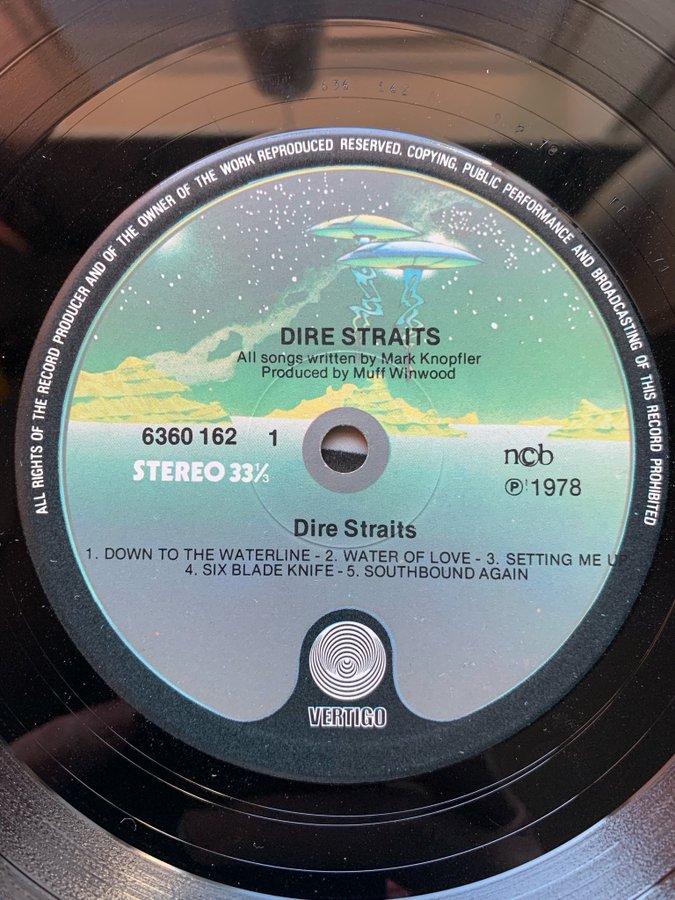 ALL RIGHTS OF THE RECORD PRODUCER AND OF THE OWNER OF THE WORK REPRODUCED RESERVED. COPYING, PUBLIC PERFORMANCE AND BROADCASTING OF THIS RECORD PROHIBITED
DIRE STRAITS
All songs written by Mark Knopfler
Produced by Muff Winwood
6360 162 1
STEREO 33⅓
ncb
℗ 1978
Dire Straits
1. DOWN TO THE WATERLINE - 2. WATER OF LOVE - 3. SETTING ME UP
4. SIX BLADE KNIFE - 5. SOUTHBOUND AGAIN
VERTIGO